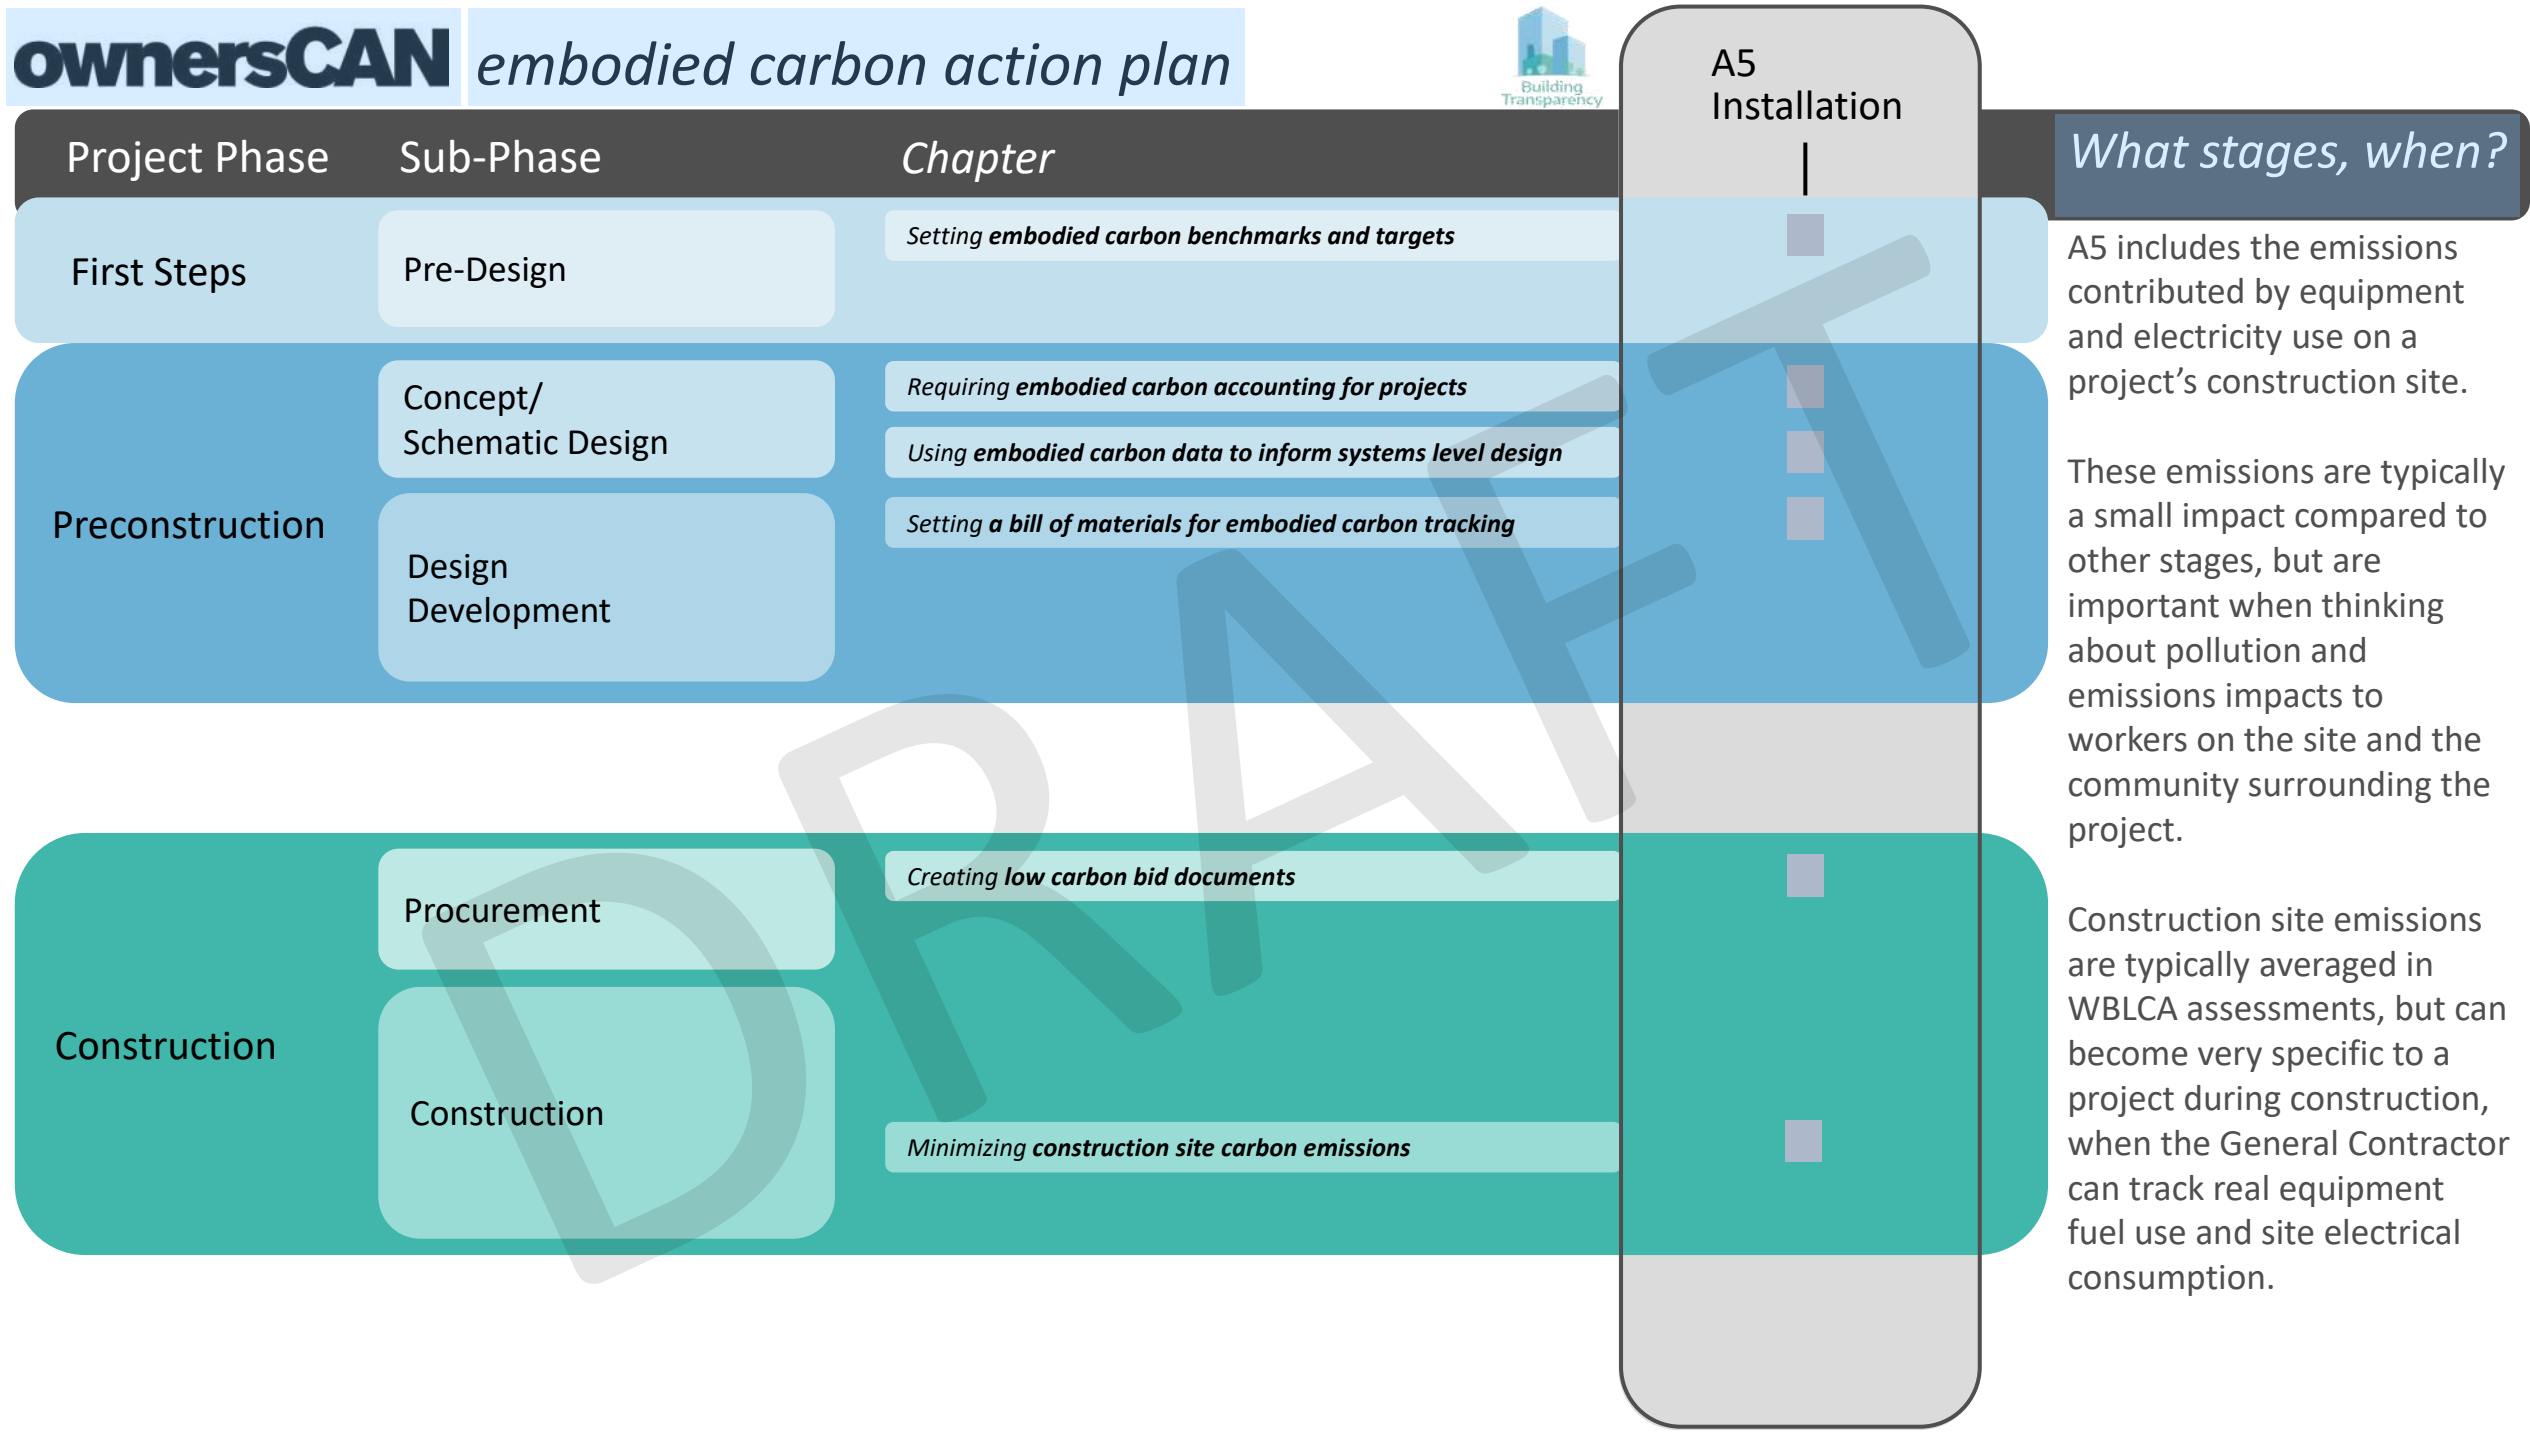 ownersCAN embodied carbon action plan
Building
Transparency
A5
Installation
Project Phase Sub-Phase Chapter What stages, when?
First Steps
Pre-Design
Setting embodied carbon benchmarks and targets
Preconstruction
Concept/
Schematic Design
Requiring embodied carbon accounting for projects
Using embodied carbon data to inform systems level design
Design
Development
Setting a bill of materials for embodied carbon tracking
Construction
Procurement
Creating low carbon bid documents
Construction
Minimizing construction site carbon emissions
A5 includes the emissions
contributed by equipment
and electricity use on a
project’s construction site.
These emissions are typically
a small impact compared to
other stages, but are
important when thinking
about pollution and
emissions impacts to
workers on the site and the
community surrounding the
project.
Construction site emissions
are typically averaged in
WBLCA assessments, but can
become very specific to a
project during construction,
when the General Contractor
can track real equipment
fuel use and site electrical
consumption.
DRAFT